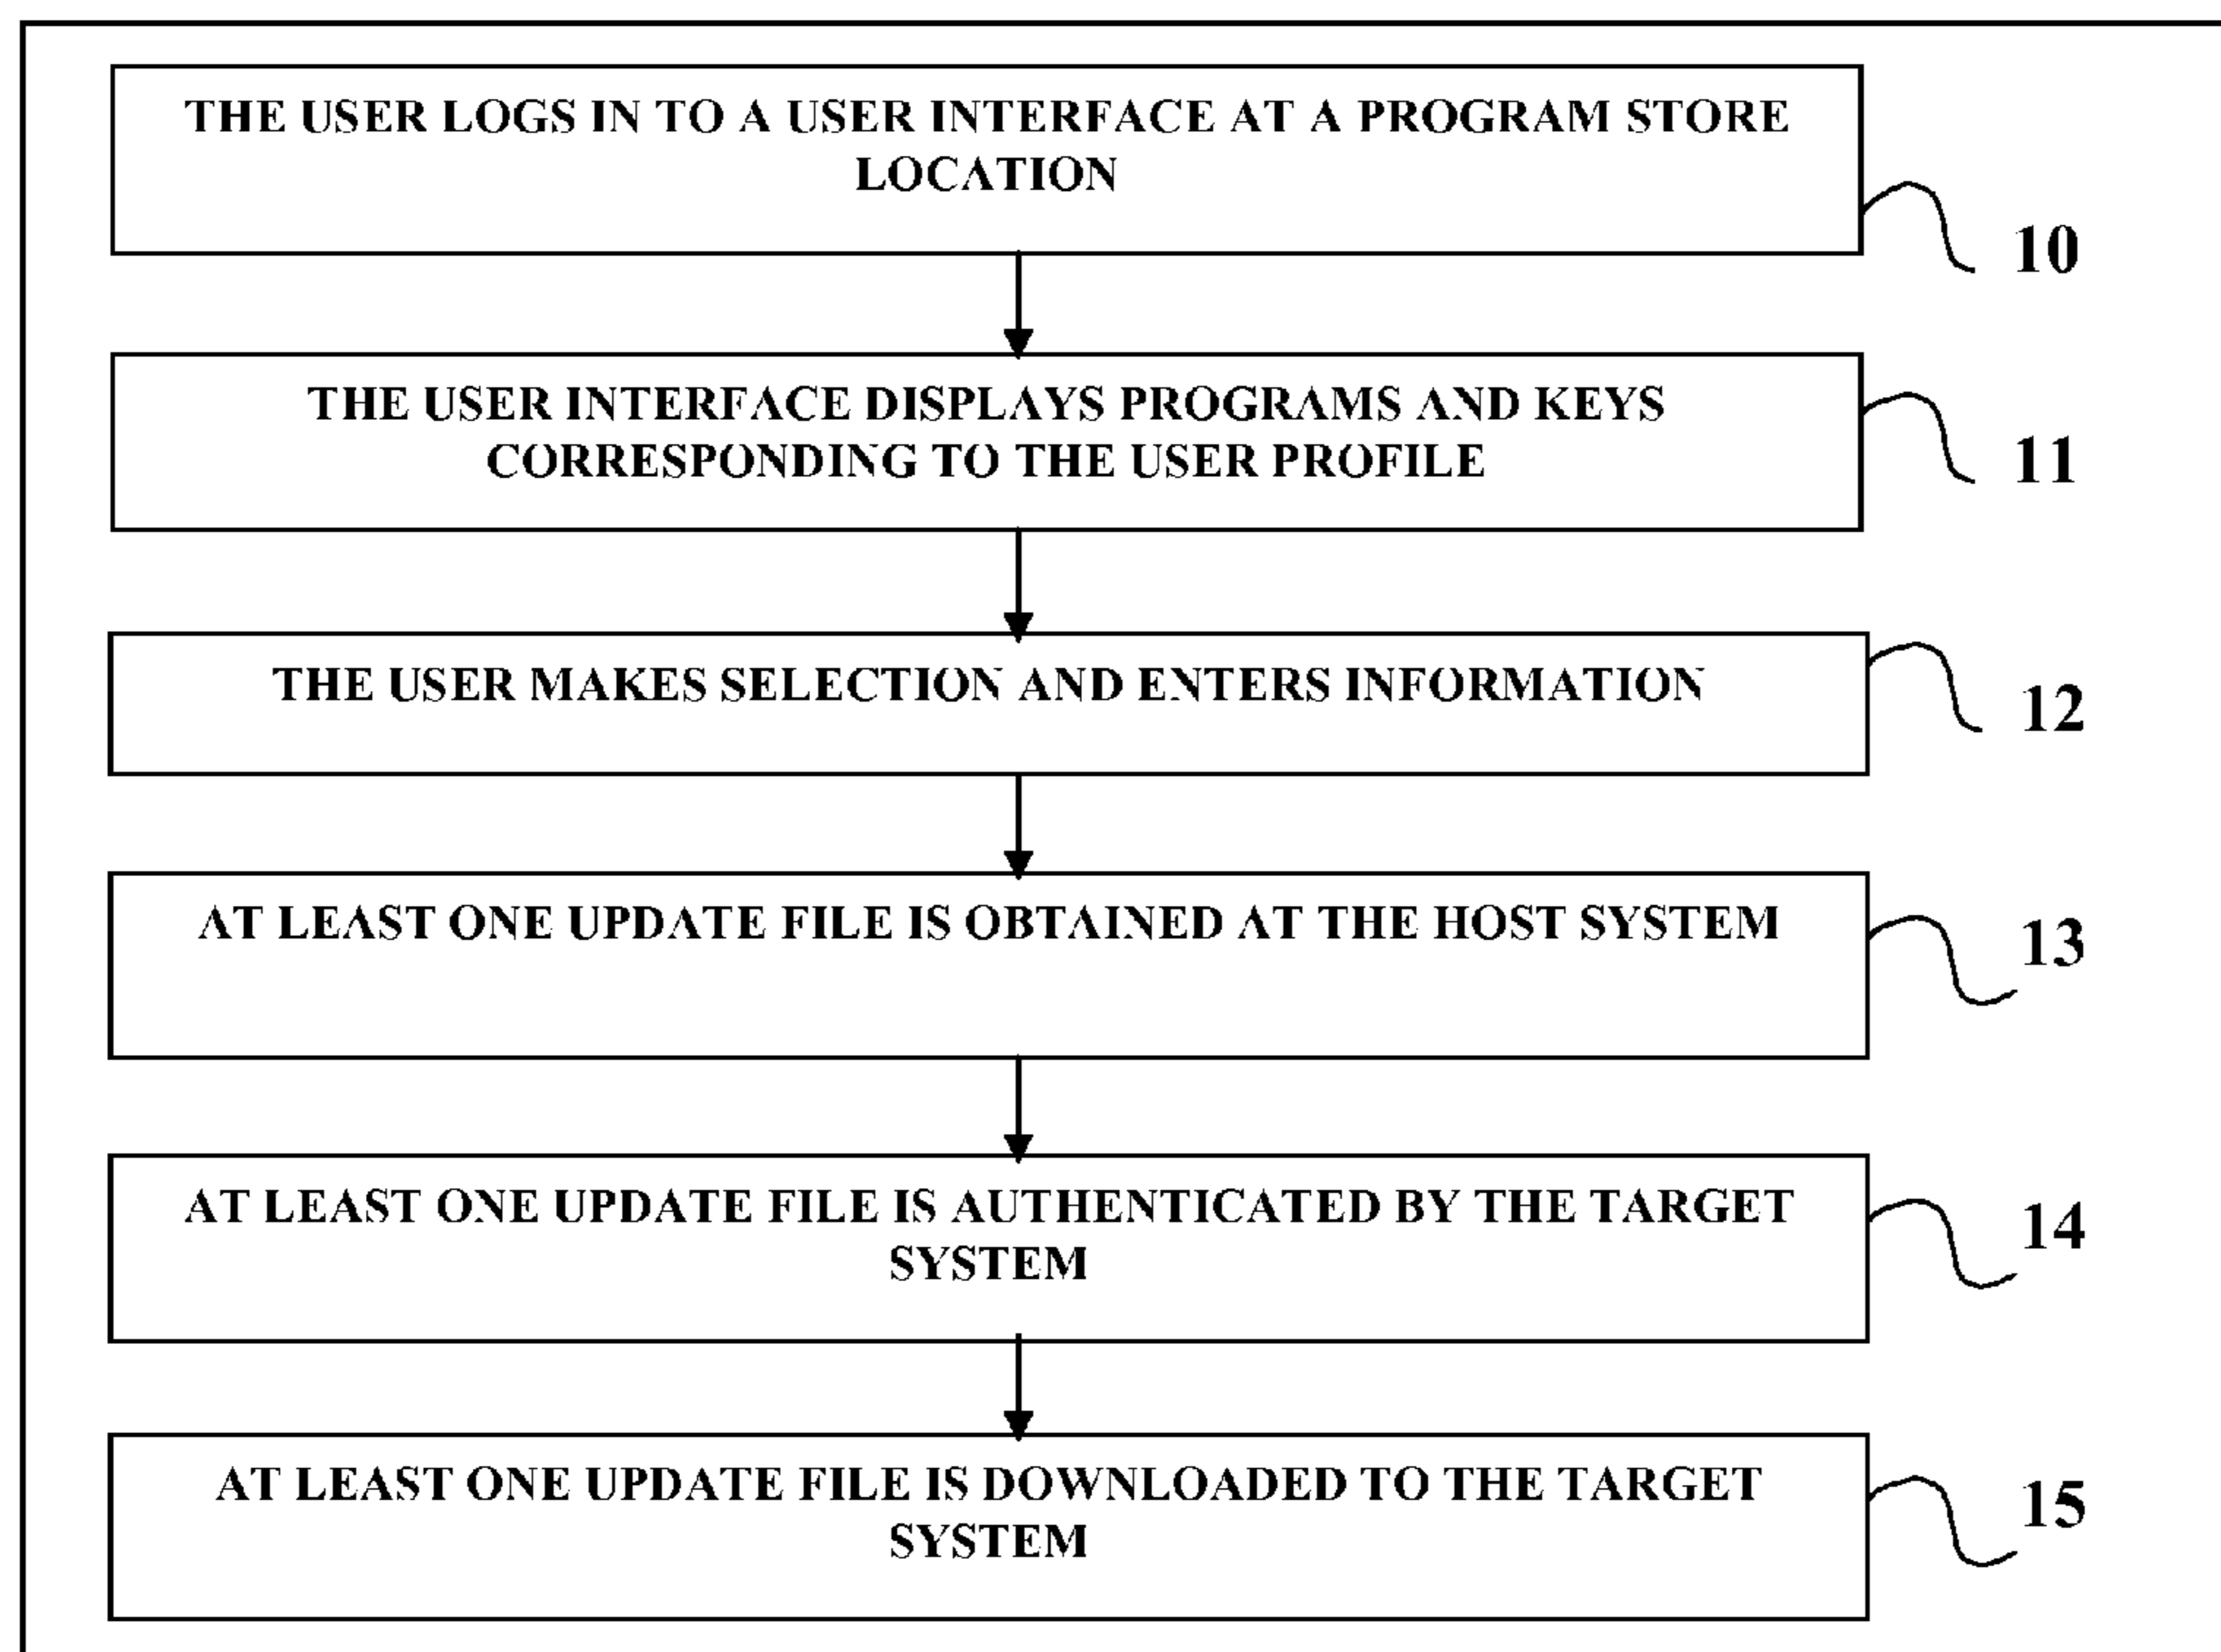 THE USER LOGS IN TO A USER INTERFACE AT A PROGRAM STORE
LOCATION
10
THE USER INTERFACE DISPLAYS PROGRAMS AND KEYS
CORRESPONDING TO THE USER PROFILE
11
THE USER MAKES SELECTION AND ENTERS INFORMATION
12
AT LEAST ONE UPDATE FILE IS OBTAINED AT THE HOST SYSTEM
13
AT LEAST ONE UPDATE FILE IS AUTHENTICATED BY THE TARGET
SYSTEM
14
AT LEAST ONE UPDATE FILE IS DOWNLOADED TO THE TARGET
SYSTEM
15